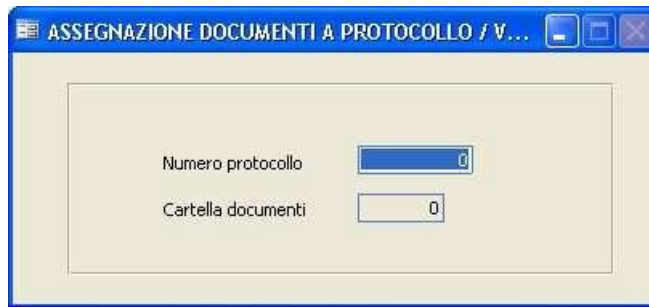 ASSEGNAZIONE DOCUMENTI A PROTOCOLLO / V...
Numero protocollo 0
Cartella documenti 0